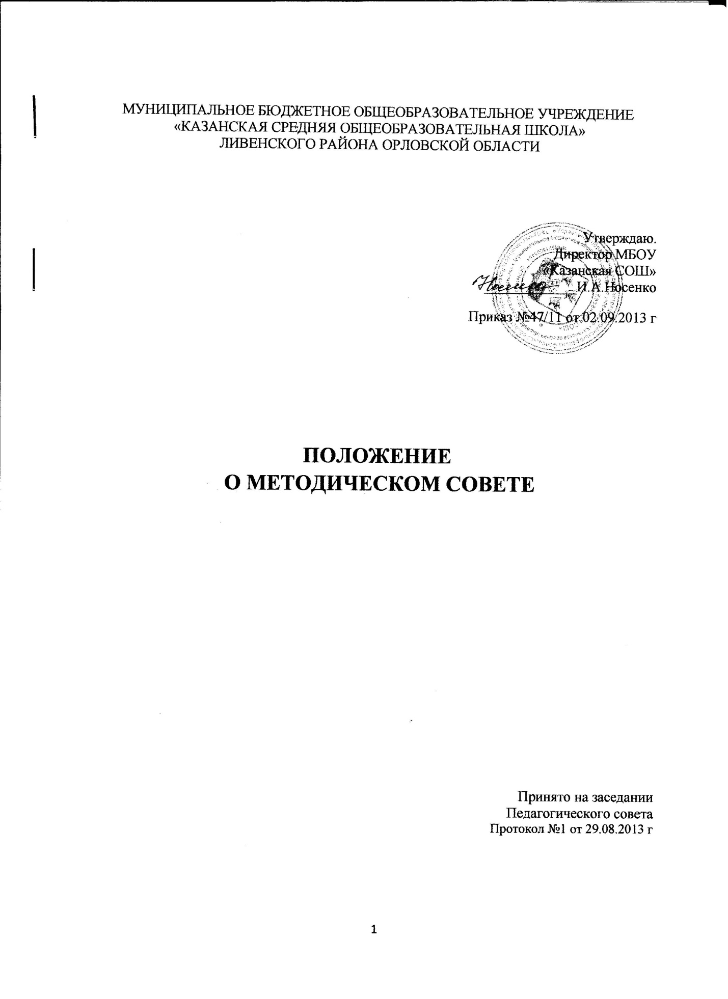 МУНИЦИПАЛЬНОЕ БЮДЖЕТНОЕ ОБЩЕОБРАЗОВАТЕЛЬНОЕ УЧРЕЖДЕНИЕ
«КАЗАНСКАЯ СРЕДНЯЯ ОБЩЕОБРАЗОВАТЕЛЬНАЯ ШКОЛА»
ЛИВЕНСКОГО РАЙОНА ОРЛОВСКОЙ ОБЛАСТИ
Утверждаю.
Директор МБОУ
«Казанская СОШ»
И.А.Носенко
Приказ №47/11 от 02.09.2013 г
ПОЛОЖЕНИЕ
О МЕТОДИЧЕСКОМ СОВЕТЕ
Принято на заседании
Педагогического совета
Протокол №1 от 29.08.2013 г
1